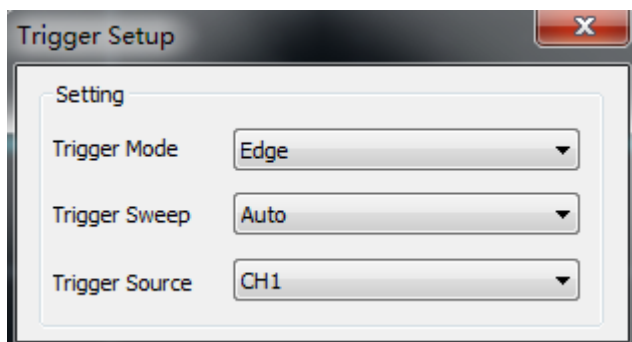 Trigger Setup
Setting
Trigger Mode
Edge
Trigger Sweep
Auto
Trigger Source
CH1